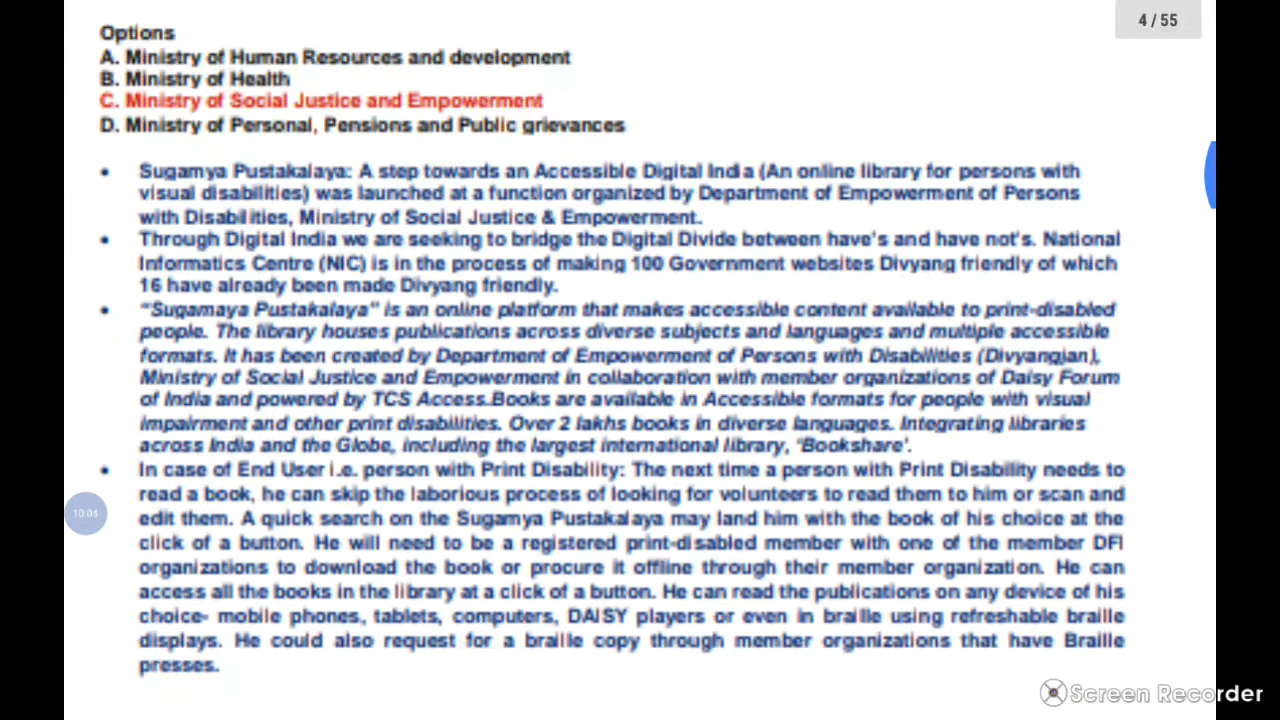 4 / 55
Options
A. Ministry of Human Resources and development
B. Ministry of Health
C. Ministry of Social Justice and Empowerment
D. Ministry of Personal, Pensions and Public grievances
• Sugamya Pustakalaya: A step towards an Accessible Digital India (An online library for persons with
visual disabilities) was launched at a function organized by Department of Empowerment of Persons
with Disabilities, Ministry of Social Justice & Empowerment.
• Through Digital India we are seeking to bridge the Digital Divide between have's and have not's. National
Informatics Centre (NIC) is in the process of making 100 Government websites Divyang friendly of which
16 have already been made Divyang friendly.
• “Sugamaya Pustakalaya” is an online platform that makes accessible content available to print-disabled
people. The library houses publications across diverse subjects and languages and multiple accessible
formats. It has been created by Department of Empowerment of Persons with Disabilities (Divyangjan),
Ministry of Social Justice and Empowerment in collaboration with member organizations of Daisy Forum
of India and powered by TCS Access.Books are available in Accessible formats for people with visual
impairment and other print disabilities. Over 2 lakhs books in diverse languages. Integrating libraries
across India and the Globe, including the largest international library, ‘Bookshare’.
• In case of End User i.e. person with Print Disability: The next time a person with Print Disability needs to
read a book, he can skip the laborious process of looking for volunteers to read them to him or scan and
edit them. A quick search on the Sugamya Pustakalaya may land him with the book of his choice at the
click of a button. He will need to be a registered print-disabled member with one of the member DFI
organizations to download the book or procure it offline through their member organization. He can
access all the books in the library at a click of a button. He can read the publications on any device of his
choice- mobile phones, tablets, computers, DAISY players or even in braille using refreshable braille
displays. He could also request for a braille copy through member organizations that have Braille
presses.
Screen Recorder